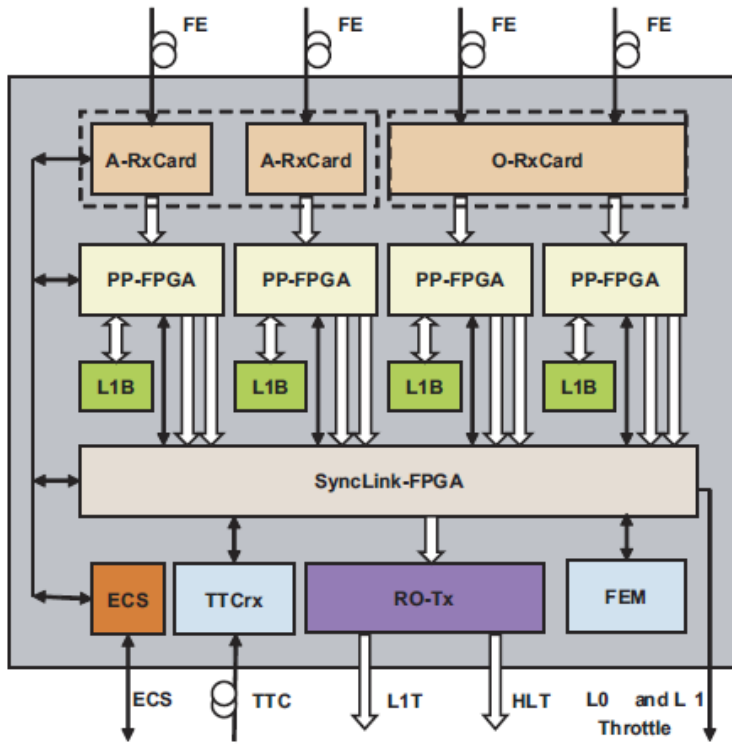 FE FE FE FE
A-RxCard A-RxCard O-RxCard
PP-FPGA PP-FPGA PP-FPGA PP-FPGA
L1B L1B L1B L1B
SyncLink-FPGA
ECS TTCrx RO-Tx FEM
ECS TTC L1T HLT L0 and L 1
Throttle